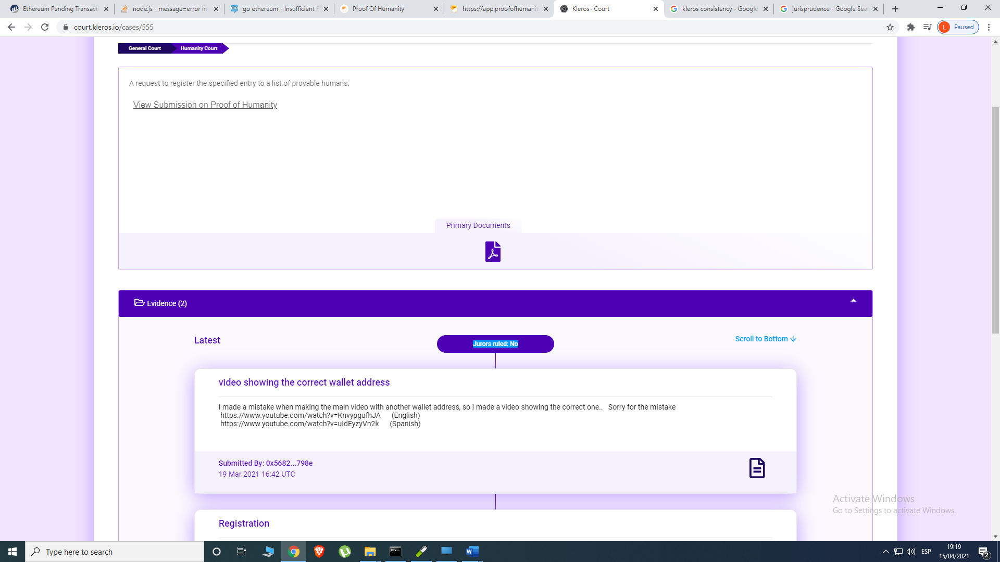 Ethereum Pending Transacti
node.js - message=error in
go ethereum - Insufficient F
Proof Of Humanity
https://app.proofofhumanit
Kleros · Court
kleros consistency - Google
jurisprudence - Google Sea
court.kleros.io/cases/555
L
Paused
General Court
Humanity Court
A request to register the specified entry to a list of provable humans.
View Submission on Proof of Humanity
Primary Documents
Evidence (2)
Latest
Jurors ruled: No
Scroll to Bottom
video showing the correct wallet address
I made a mistake when making the main video with another wallet address, so I made a video showing the correct one.. Sorry for the mistake
https://www.youtube.com/watch?v=KnvypgufhJA (English)
https://www.youtube.com/watch?v=uIdEyzyVn2k (Spanish)
Submitted By: 0x5682...798e
19 Mar 2021 16:42 UTC
Registration
Activate Windows
Go to Settings to activate Windows.
Type here to search
ESP
19:19
15/04/2021
2